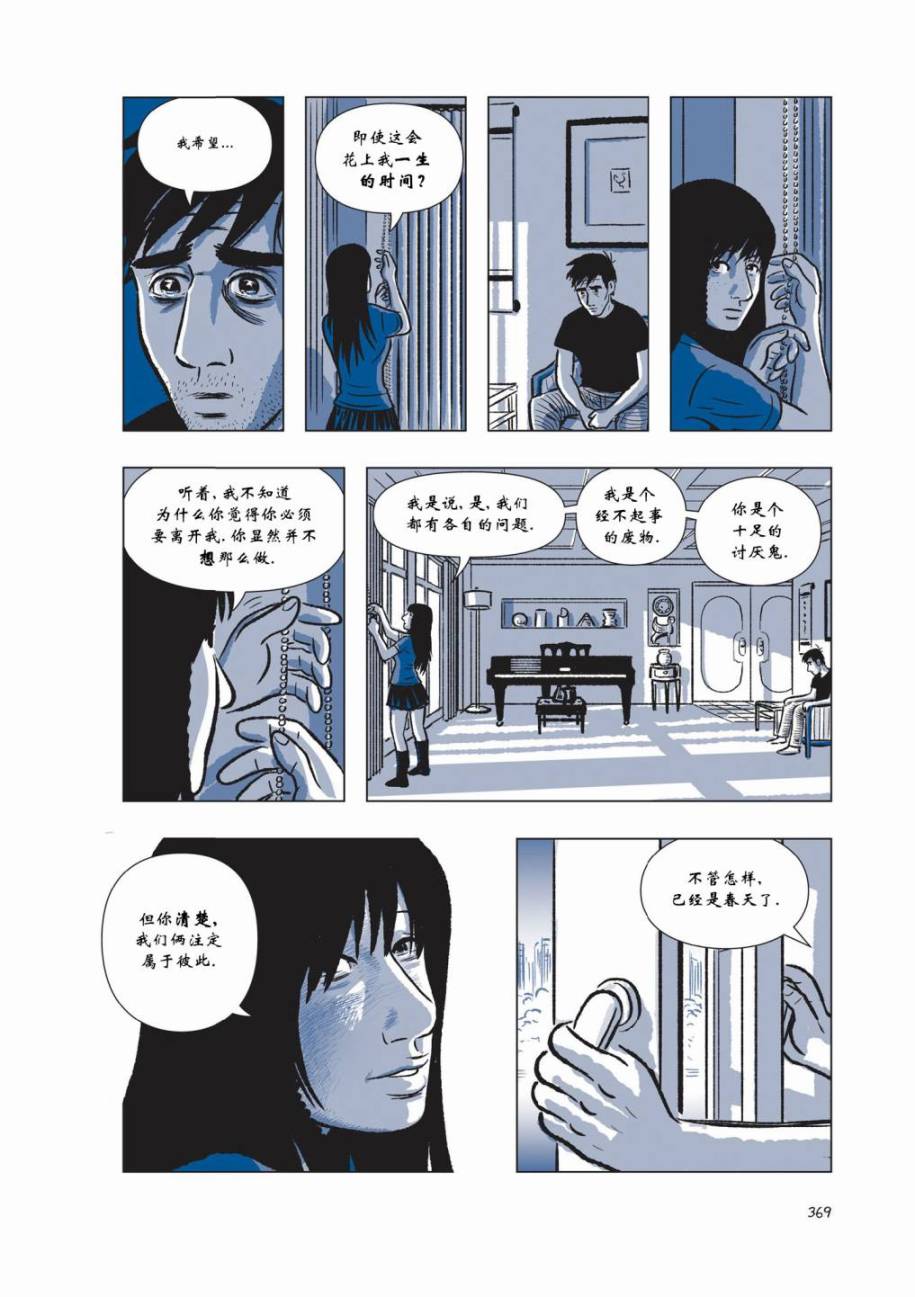 我希望...
即使这会
花上我一生
的时间?
听着,我不知道
为什么你觉得你必须
要离开我.你显然并不
想那么做.
我是说,是,我们
都有各自的问题.
我是个
经不起事
的废物.
你是个
十足的
讨厌鬼.
但你清楚,
我们俩注定
属于彼此.
不管怎样,
已经是春天了.
369